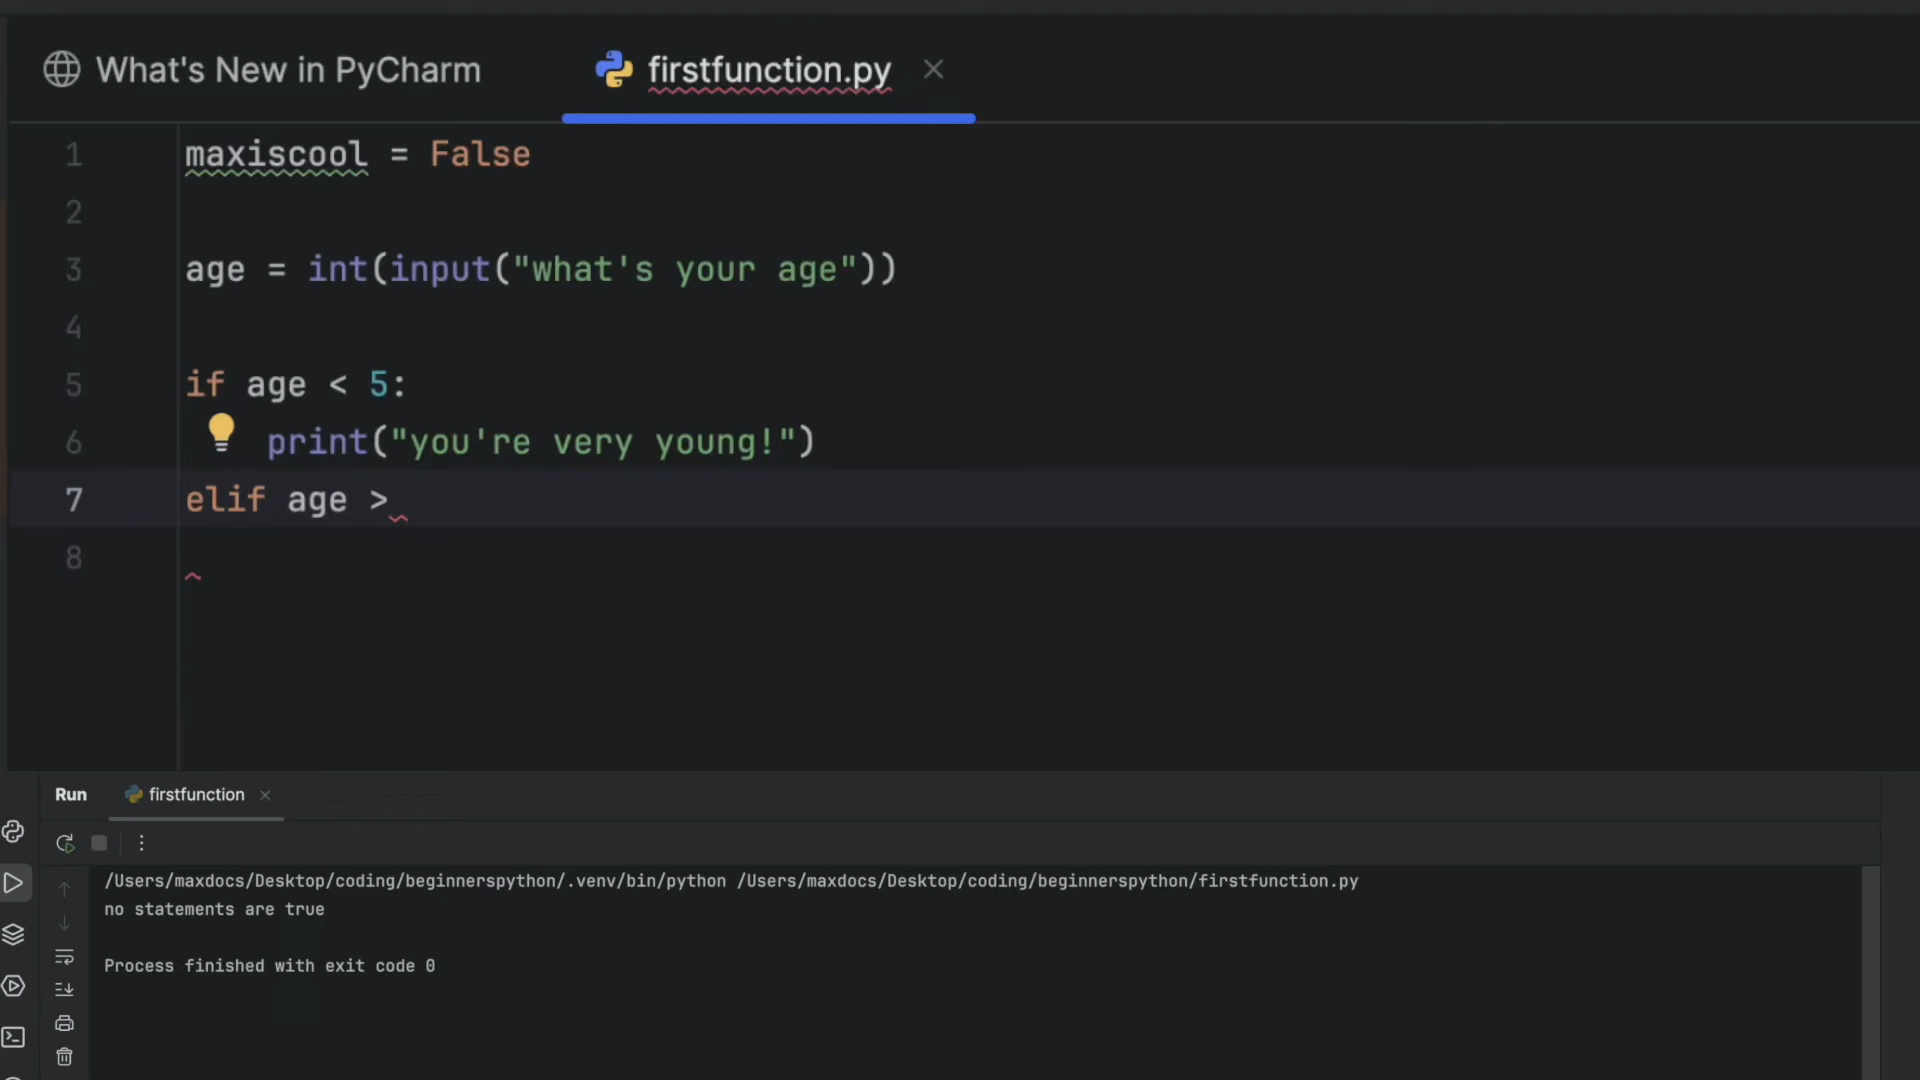 What's New in PyCharm
firstfunction.py
1 maxiscool = False
2
3 age = int(input("what's your age"))
4
5 if age < 5:
6 print("you're very young!")
7 elif age >
8
Run
firstfunction
/Users/maxdocs/Desktop/coding/beginnerspython/.venv/bin/python /Users/maxdocs/Desktop/coding/beginnerspython/firstfunction.py
no statements are true
Process finished with exit code 0